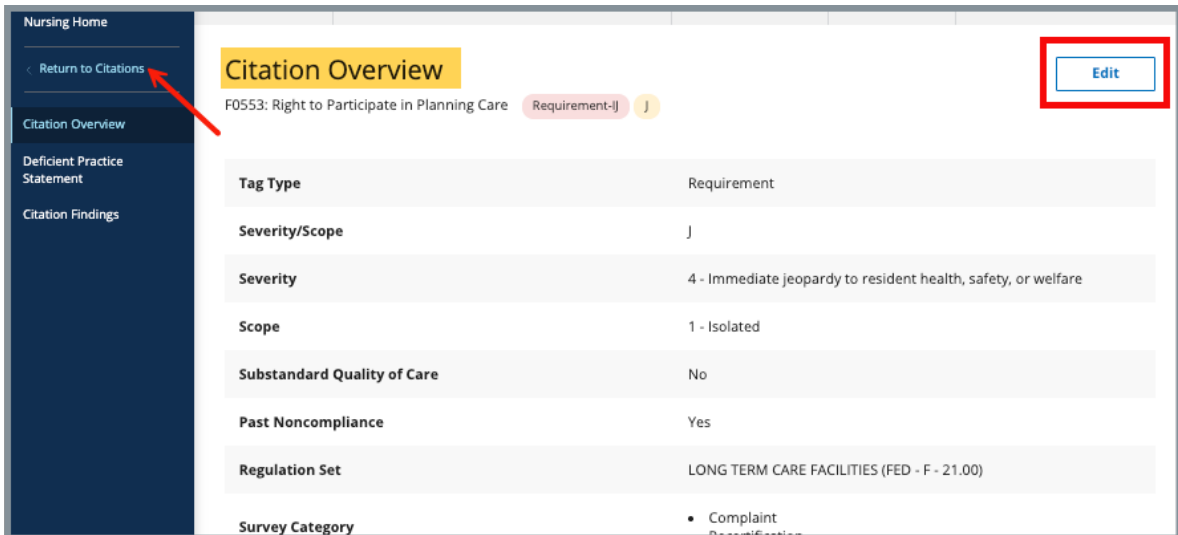 Nursing Home
Return to Citations
Citation Overview
Deficient Practice
Statement
Citation Findings
Citation Overview
Edit
F0553: Right to Participate in Planning Care Requirement-IJ J
Tag Type Requirement
Severity/Scope J
Severity 4 - Immediate jeopardy to resident health, safety, or welfare
Scope 1 - Isolated
Substandard Quality of Care No
Past Noncompliance Yes
Regulation Set LONG TERM CARE FACILITIES (FED - F - 21.00)
Survey Category • Complaint